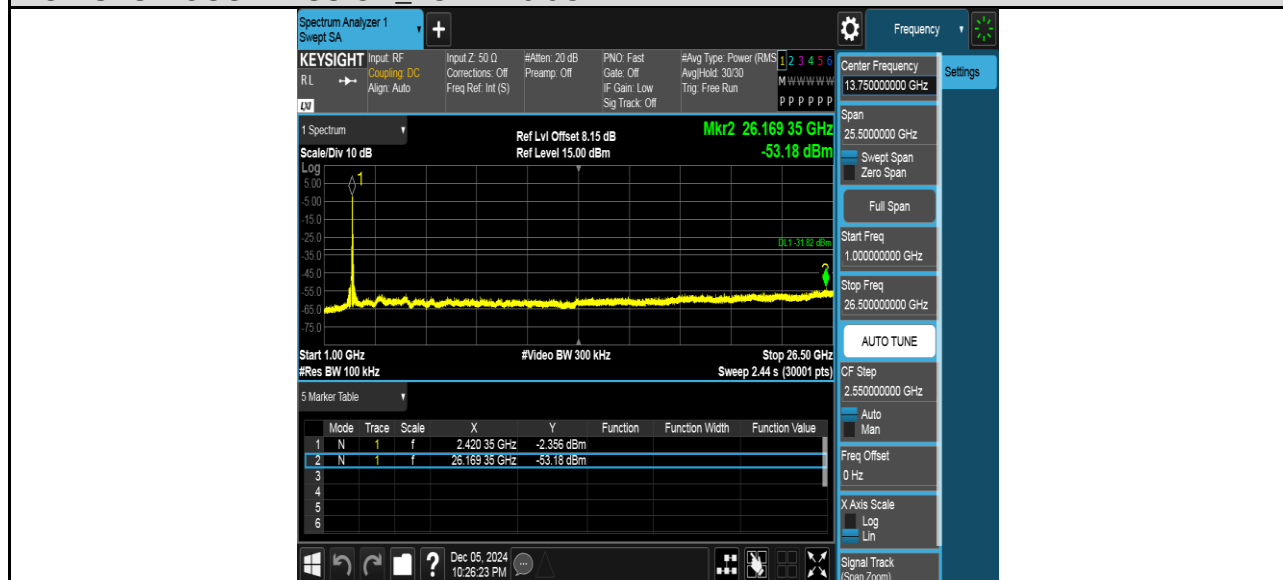 Spectrum Analyzer 1
Swept SA
+
Frequency
KEYSIGHT
RL
LXI
Input: RF
Coupling: DC
Align: Auto
Input Z: 50 Ω
Corrections: Off
Freq Ref: Int (S)
#Atten: 20 dB
Preamp: Off
PNO: Fast
Gate: Off
IF Gain: Low
Sig Track: Off
#Avg Type: Power (RMS
Avg|Hold: 30/30
Trig: Free Run
1 2 3 4 5 6
M W W W W W
P P P P P P
1 Spectrum
Scale/Div 10 dB
Log
Ref Lvl Offset 8.15 dB
Ref Level 15.00 dBm
Mkr2 26.169 35 GHz
-53.18 dBm
5.00
-5.00
-15.0
-25.0
-35.0
-45.0
-55.0
-65.0
-75.0
1
2
DL1 -31.82 dBm
Start 1.00 GHz
#Res BW 100 kHz
#Video BW 300 kHz
Stop 26.50 GHz
Sweep 2.44 s (30001 pts)
5 Marker Table
Mode Trace Scale X Y Function Function Width Function Value
1 N 1 f 2.420 35 GHz -2.356 dBm
2 N 1 f 26.169 35 GHz -53.18 dBm
3
4
5
6
?
Dec 05, 2024
10:26:23 PM
Center Frequency
13.750000000 GHz
Settings
Span
25.5000000 GHz
Swept Span
Zero Span
Full Span
Start Freq
1.000000000 GHz
Stop Freq
26.500000000 GHz
AUTO TUNE
CF Step
2.550000000 GHz
Auto
Man
Freq Offset
0 Hz
X Axis Scale
Log
Lin
Signal Track
(Span Zoom)